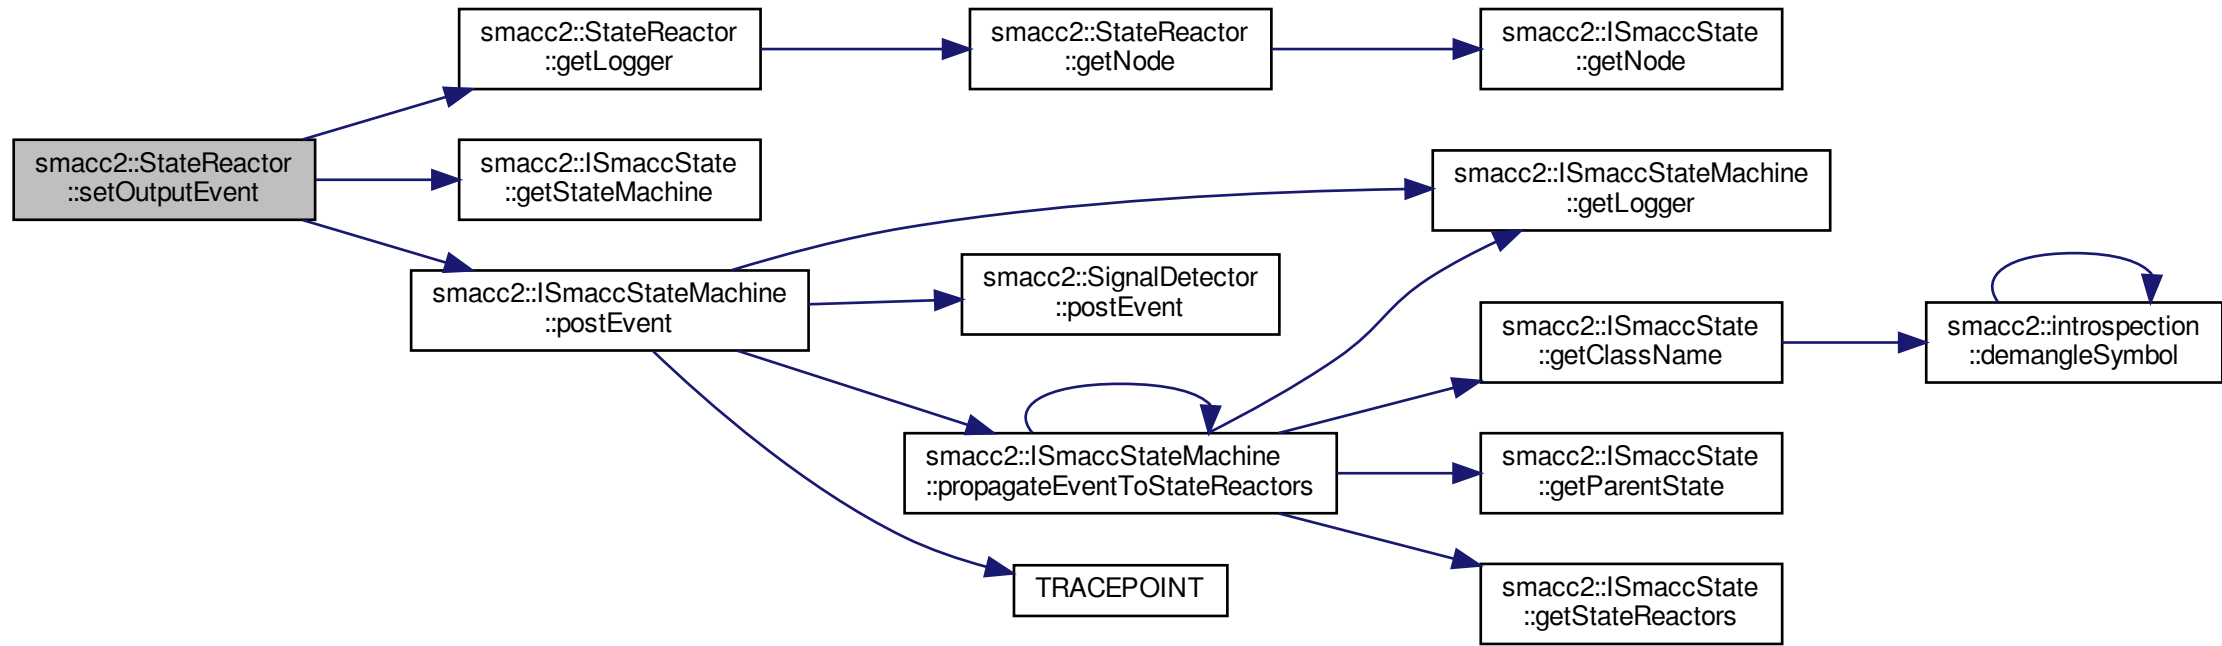 smacc2::StateReactor
::setOutputEvent
smacc2::StateReactor
::getLogger
smacc2::StateReactor
::getNode
smacc2::ISmaccState
::getNode
smacc2::ISmaccState
::getStateMachine
smacc2::ISmaccStateMachine
::postEvent
smacc2::ISmaccStateMachine
::getLogger
smacc2::SignalDetector
::postEvent
smacc2::ISmaccStateMachine
::propagateEventToStateReactors
smacc2::ISmaccState
::getClassName
smacc2::introspection
::demangleSymbol
smacc2::ISmaccState
::getParentState
smacc2::ISmaccState
::getStateReactors
TRACEPOINT